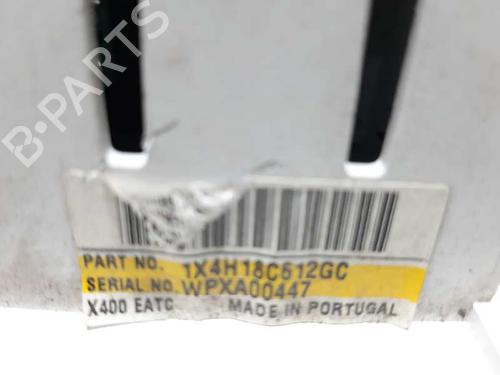 B-PARTS
PART NO. 1X4H18C612GC
SERIAL NO. WPXA00447
X400 EATC MADE IN PORTUGAL